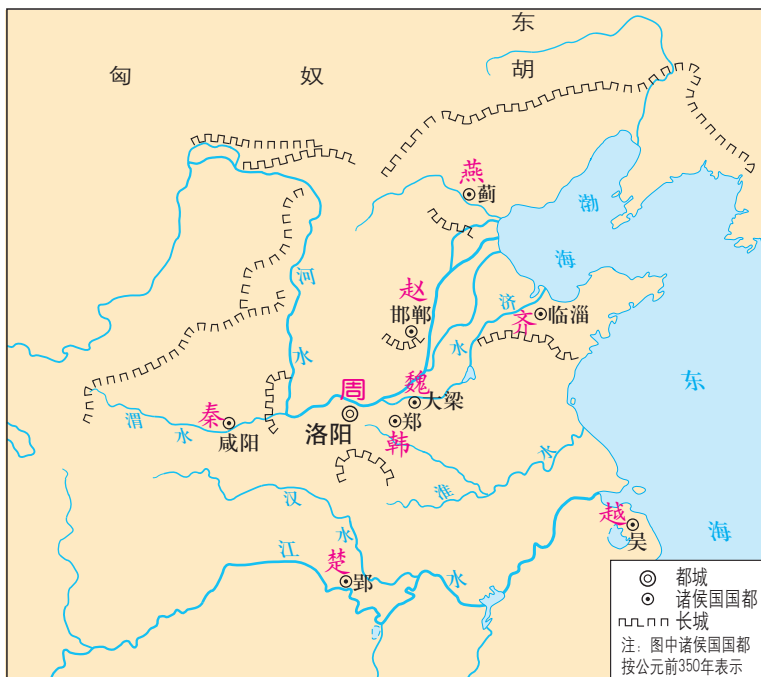 东
胡
匈 奴
燕
蓟
渤
海
河
水
赵
邯郸
济
水
齐
临淄
东
海
周
洛阳
魏
大梁
郑
韩
秦
咸阳
渭
水
淮
水
汉
水
江
水
楚
郢
越
吴
都城
诸侯国国都
长城
注：图中诸侯国国都
按公元前350年表示